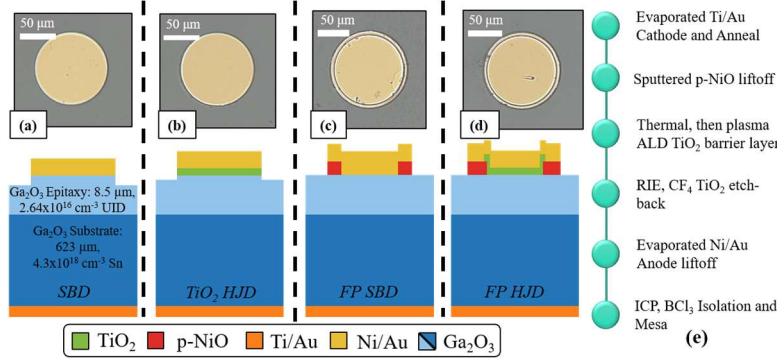 50 μm
(a)
50 μm
(b)
50 μm
(c)
50 μm
(d)
Ga₂O₃ Epitaxy: 8.5 μm,
2.64x10¹⁶ cm⁻³ UID
Ga₂O₃ Substrate:
623 μm,
4.3x10¹⁸ cm⁻³ Sn
SBD
TiO₂ HJD
FP SBD
FP HJD
Evaporated Ti/Au
Cathode and Anneal
Sputtered p-NiO liftoff
Thermal, then plasma
ALD TiO₂ barrier layer
RIE, CF₄ TiO₂ etch-
back
Evaporated Ni/Au
Anode liftoff
ICP, BCl₃ Isolation and
Mesa
(e)
TiO₂
p-NiO
Ti/Au
Ni/Au
Ga₂O₃